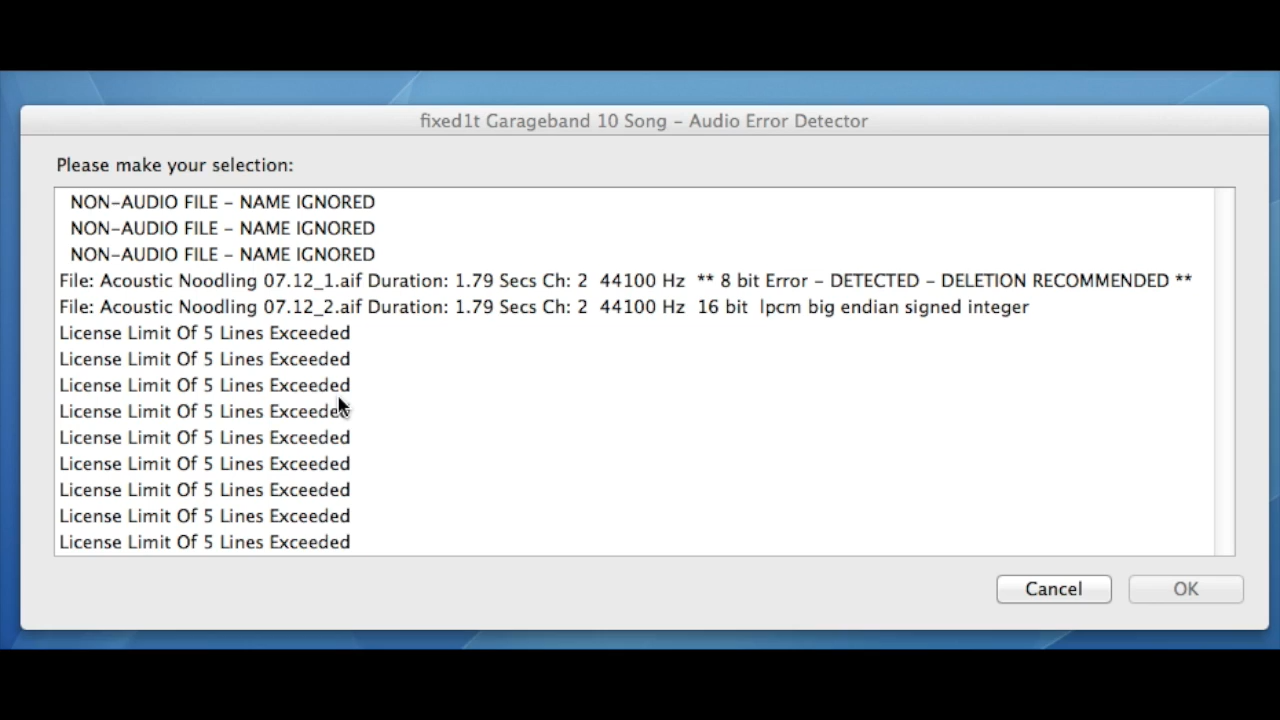 fixed1t Garageband 10 Song - Audio Error Detector
Please make your selection:
NON-AUDIO FILE - NAME IGNORED
NON-AUDIO FILE - NAME IGNORED
NON-AUDIO FILE - NAME IGNORED
File: Acoustic Noodling 07.12_1.aif Duration: 1.79 Secs Ch: 2  44100 Hz  ** 8 bit Error - DETECTED - DELETION RECOMMENDED **
File: Acoustic Noodling 07.12_2.aif Duration: 1.79 Secs Ch: 2  44100 Hz  16 bit  lpcm big endian signed integer
License Limit Of 5 Lines Exceeded
License Limit Of 5 Lines Exceeded
License Limit Of 5 Lines Exceeded
License Limit Of 5 Lines Exceeded
License Limit Of 5 Lines Exceeded
License Limit Of 5 Lines Exceeded
License Limit Of 5 Lines Exceeded
License Limit Of 5 Lines Exceeded
License Limit Of 5 Lines Exceeded
Cancel OK